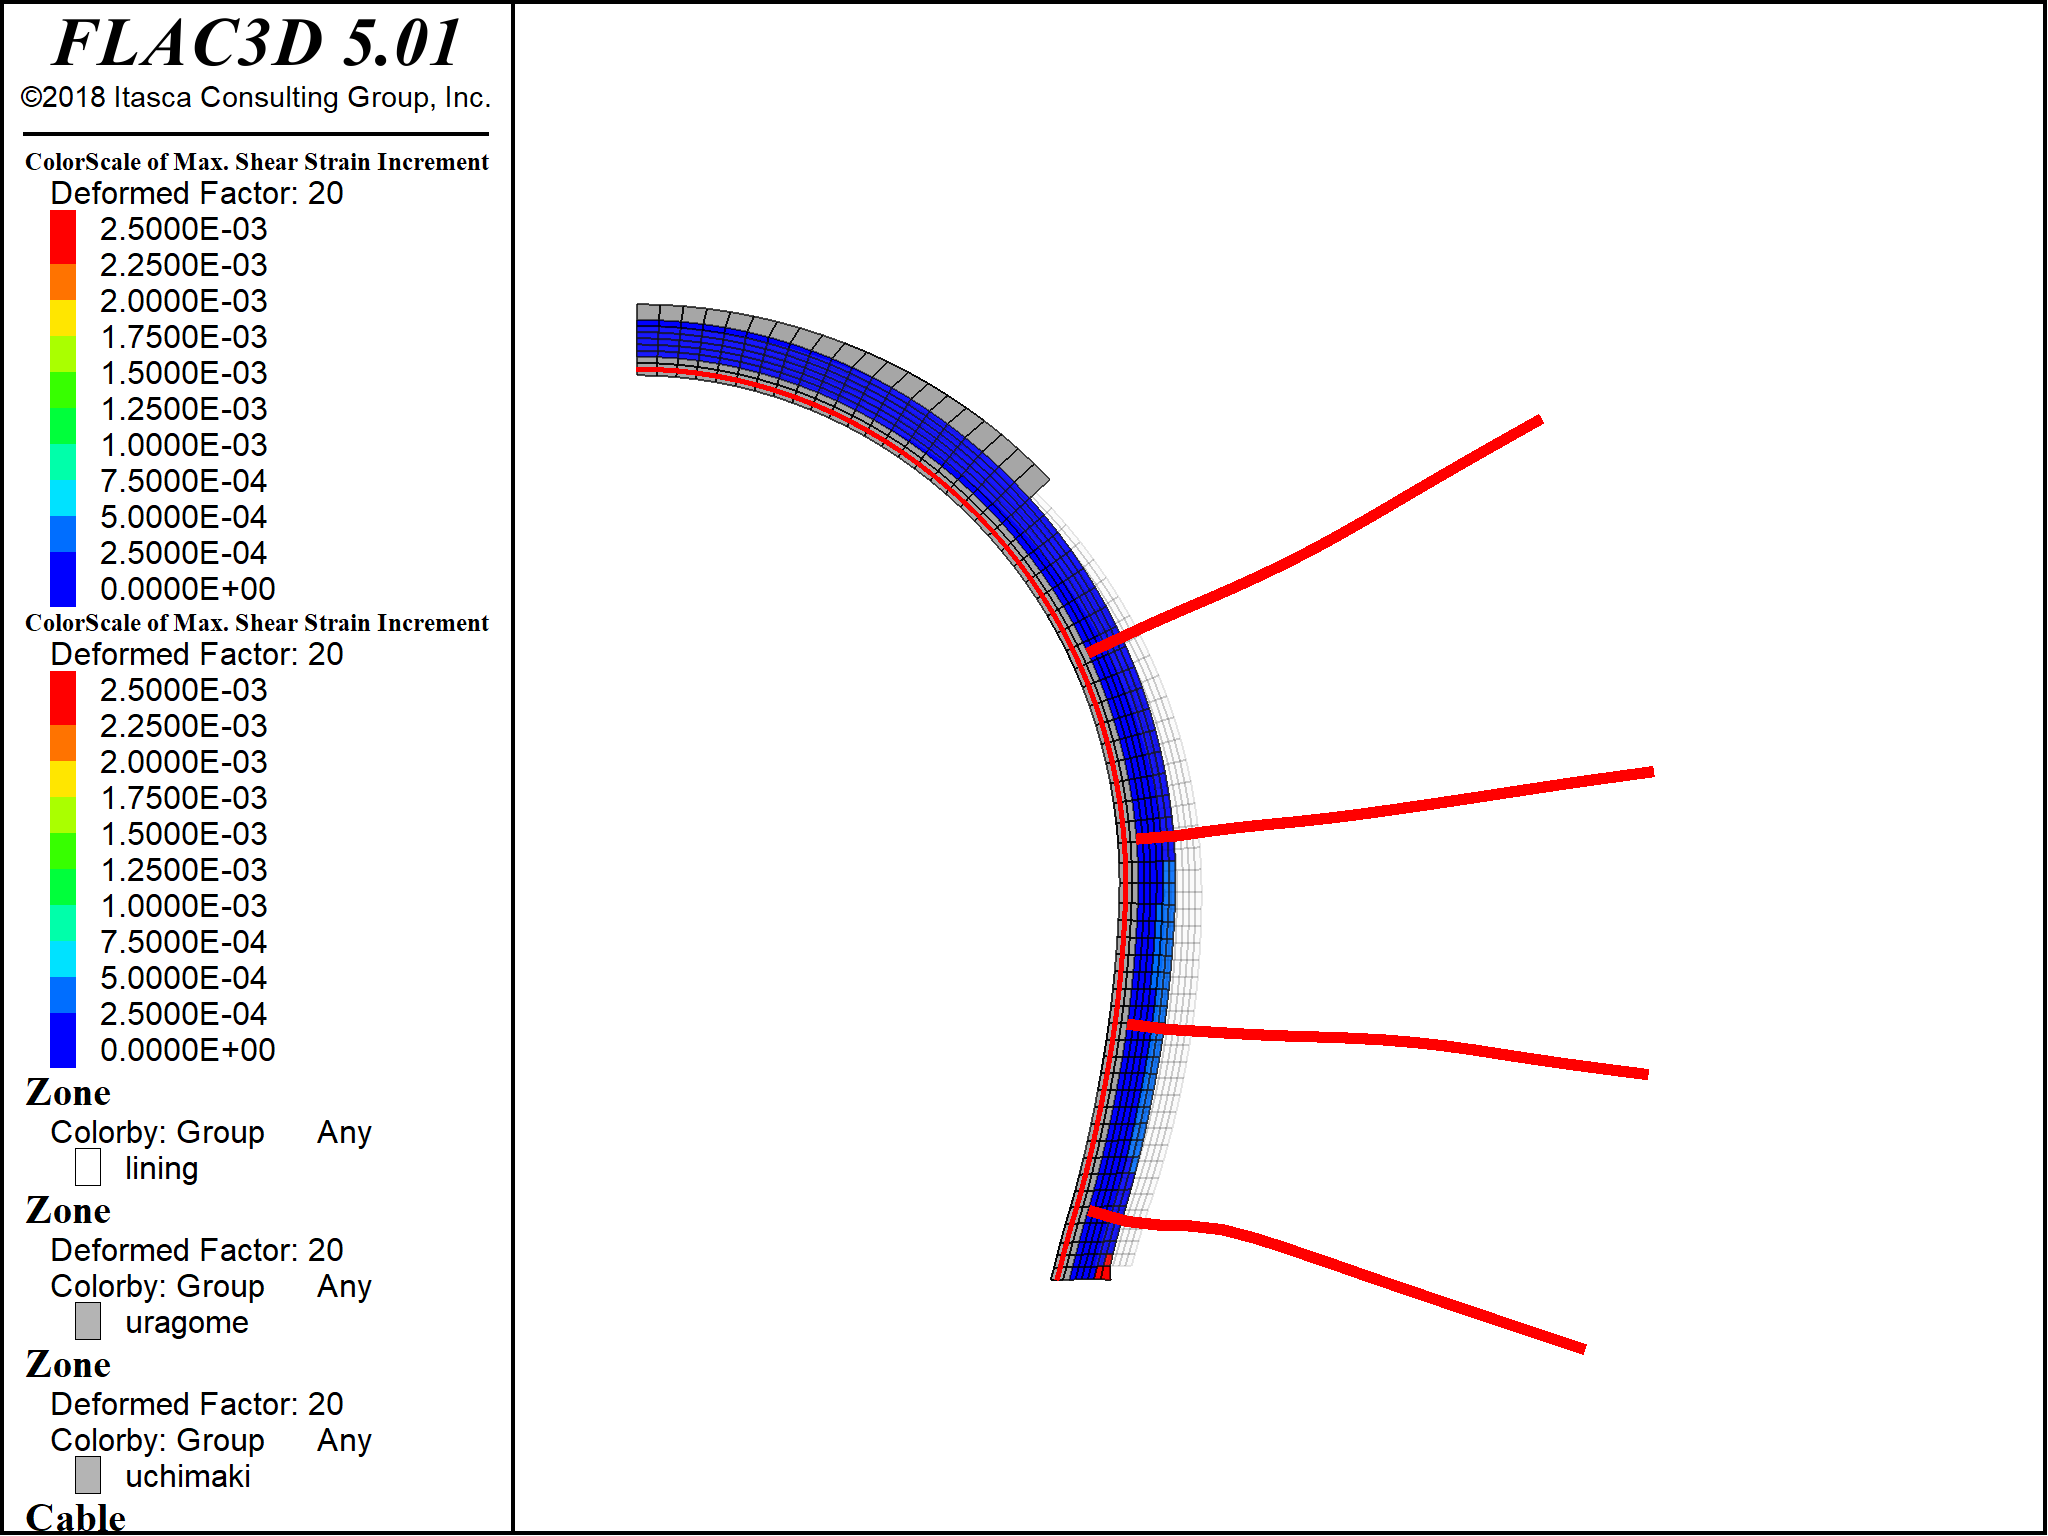 FLAC3D 5.01
©2018 Itasca Consulting Group, Inc.
ColorScale of Max. Shear Strain Increment
Deformed Factor: 20
2.5000E-03
2.2500E-03
2.0000E-03
1.7500E-03
1.5000E-03
1.2500E-03
1.0000E-03
7.5000E-04
5.0000E-04
2.5000E-04
0.0000E+00
ColorScale of Max. Shear Strain Increment
Deformed Factor: 20
2.5000E-03
2.2500E-03
2.0000E-03
1.7500E-03
1.5000E-03
1.2500E-03
1.0000E-03
7.5000E-04
5.0000E-04
2.5000E-04
0.0000E+00
Zone
Colorby: Group Any
lining
Zone
Deformed Factor: 20
Colorby: Group Any
uragome
Zone
Deformed Factor: 20
Colorby: Group Any
uchimaki
Cable